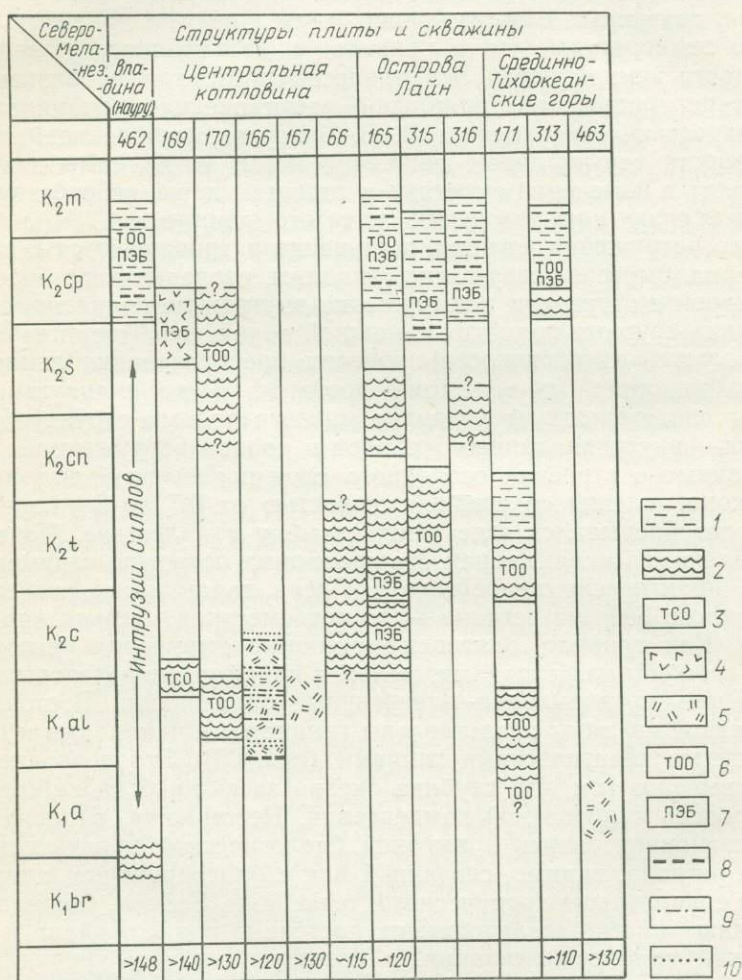 Структуры плиты и скважины
Северо-
мела-
-нез. впа-
дина
(Науру)
Центральная
котловина
Острова
Лайн
Срединно-
Тихоокеан-
ские горы
462 169 170 166 167 66 165 315 316 171 313 463
K₂m
ТОО ТОО
ПЭБ ПЭБ
ТОО
ПЭБ
K₂cp
? ПЭБ ПЭБ
ПЭБ
ТОО
K₂s
?
? ?
K₂cn
?
K₂t
ТОО ТОО
ПЭБ
K₂c
ПЭБ
ТСО
?
Интрузии Силлов
K₁al
ТОО ТОО
K₁a
ТОО
?
K₁br
>148 >140 >130 >120 >130 ~115 ~120 ~110 >130
1
2
ТСО 3
4
5
ТОО 6
ПЭБ 7
8
9
10